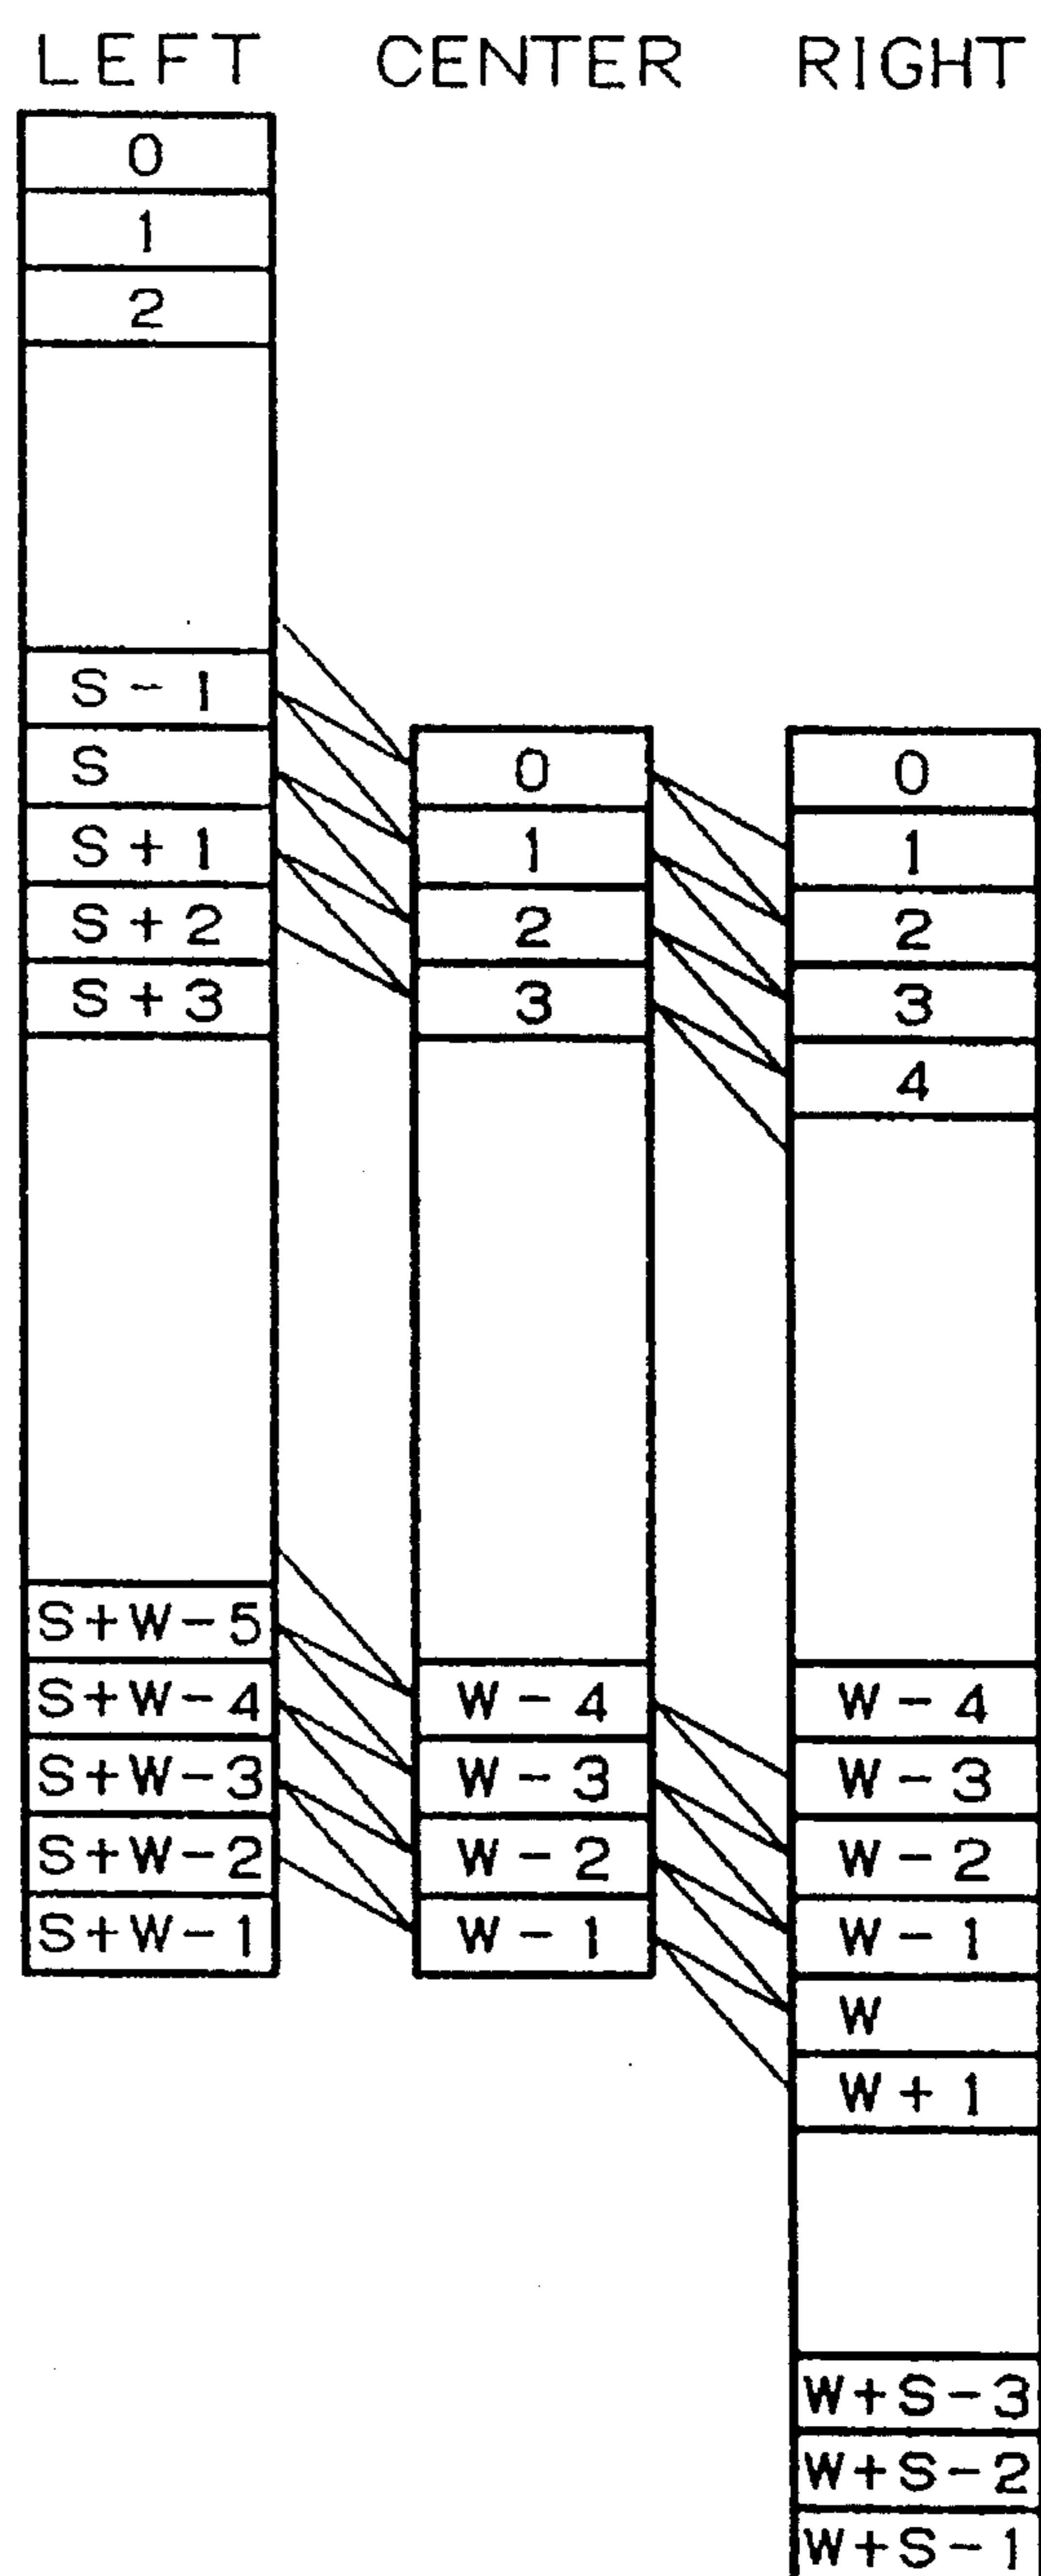 LEFT CENTER RIGHT
0
1
2
S-1
S 0 0
S+1 1 1
S+2 2 2
S+3 3 3
4
S+W-5
S+W-4 W-4 W-4
S+W-3 W-3 W-3
S+W-2 W-2 W-2
S+W-1 W-1 W-1
W
W+1
W+S-3
W+S-2
W+S-1